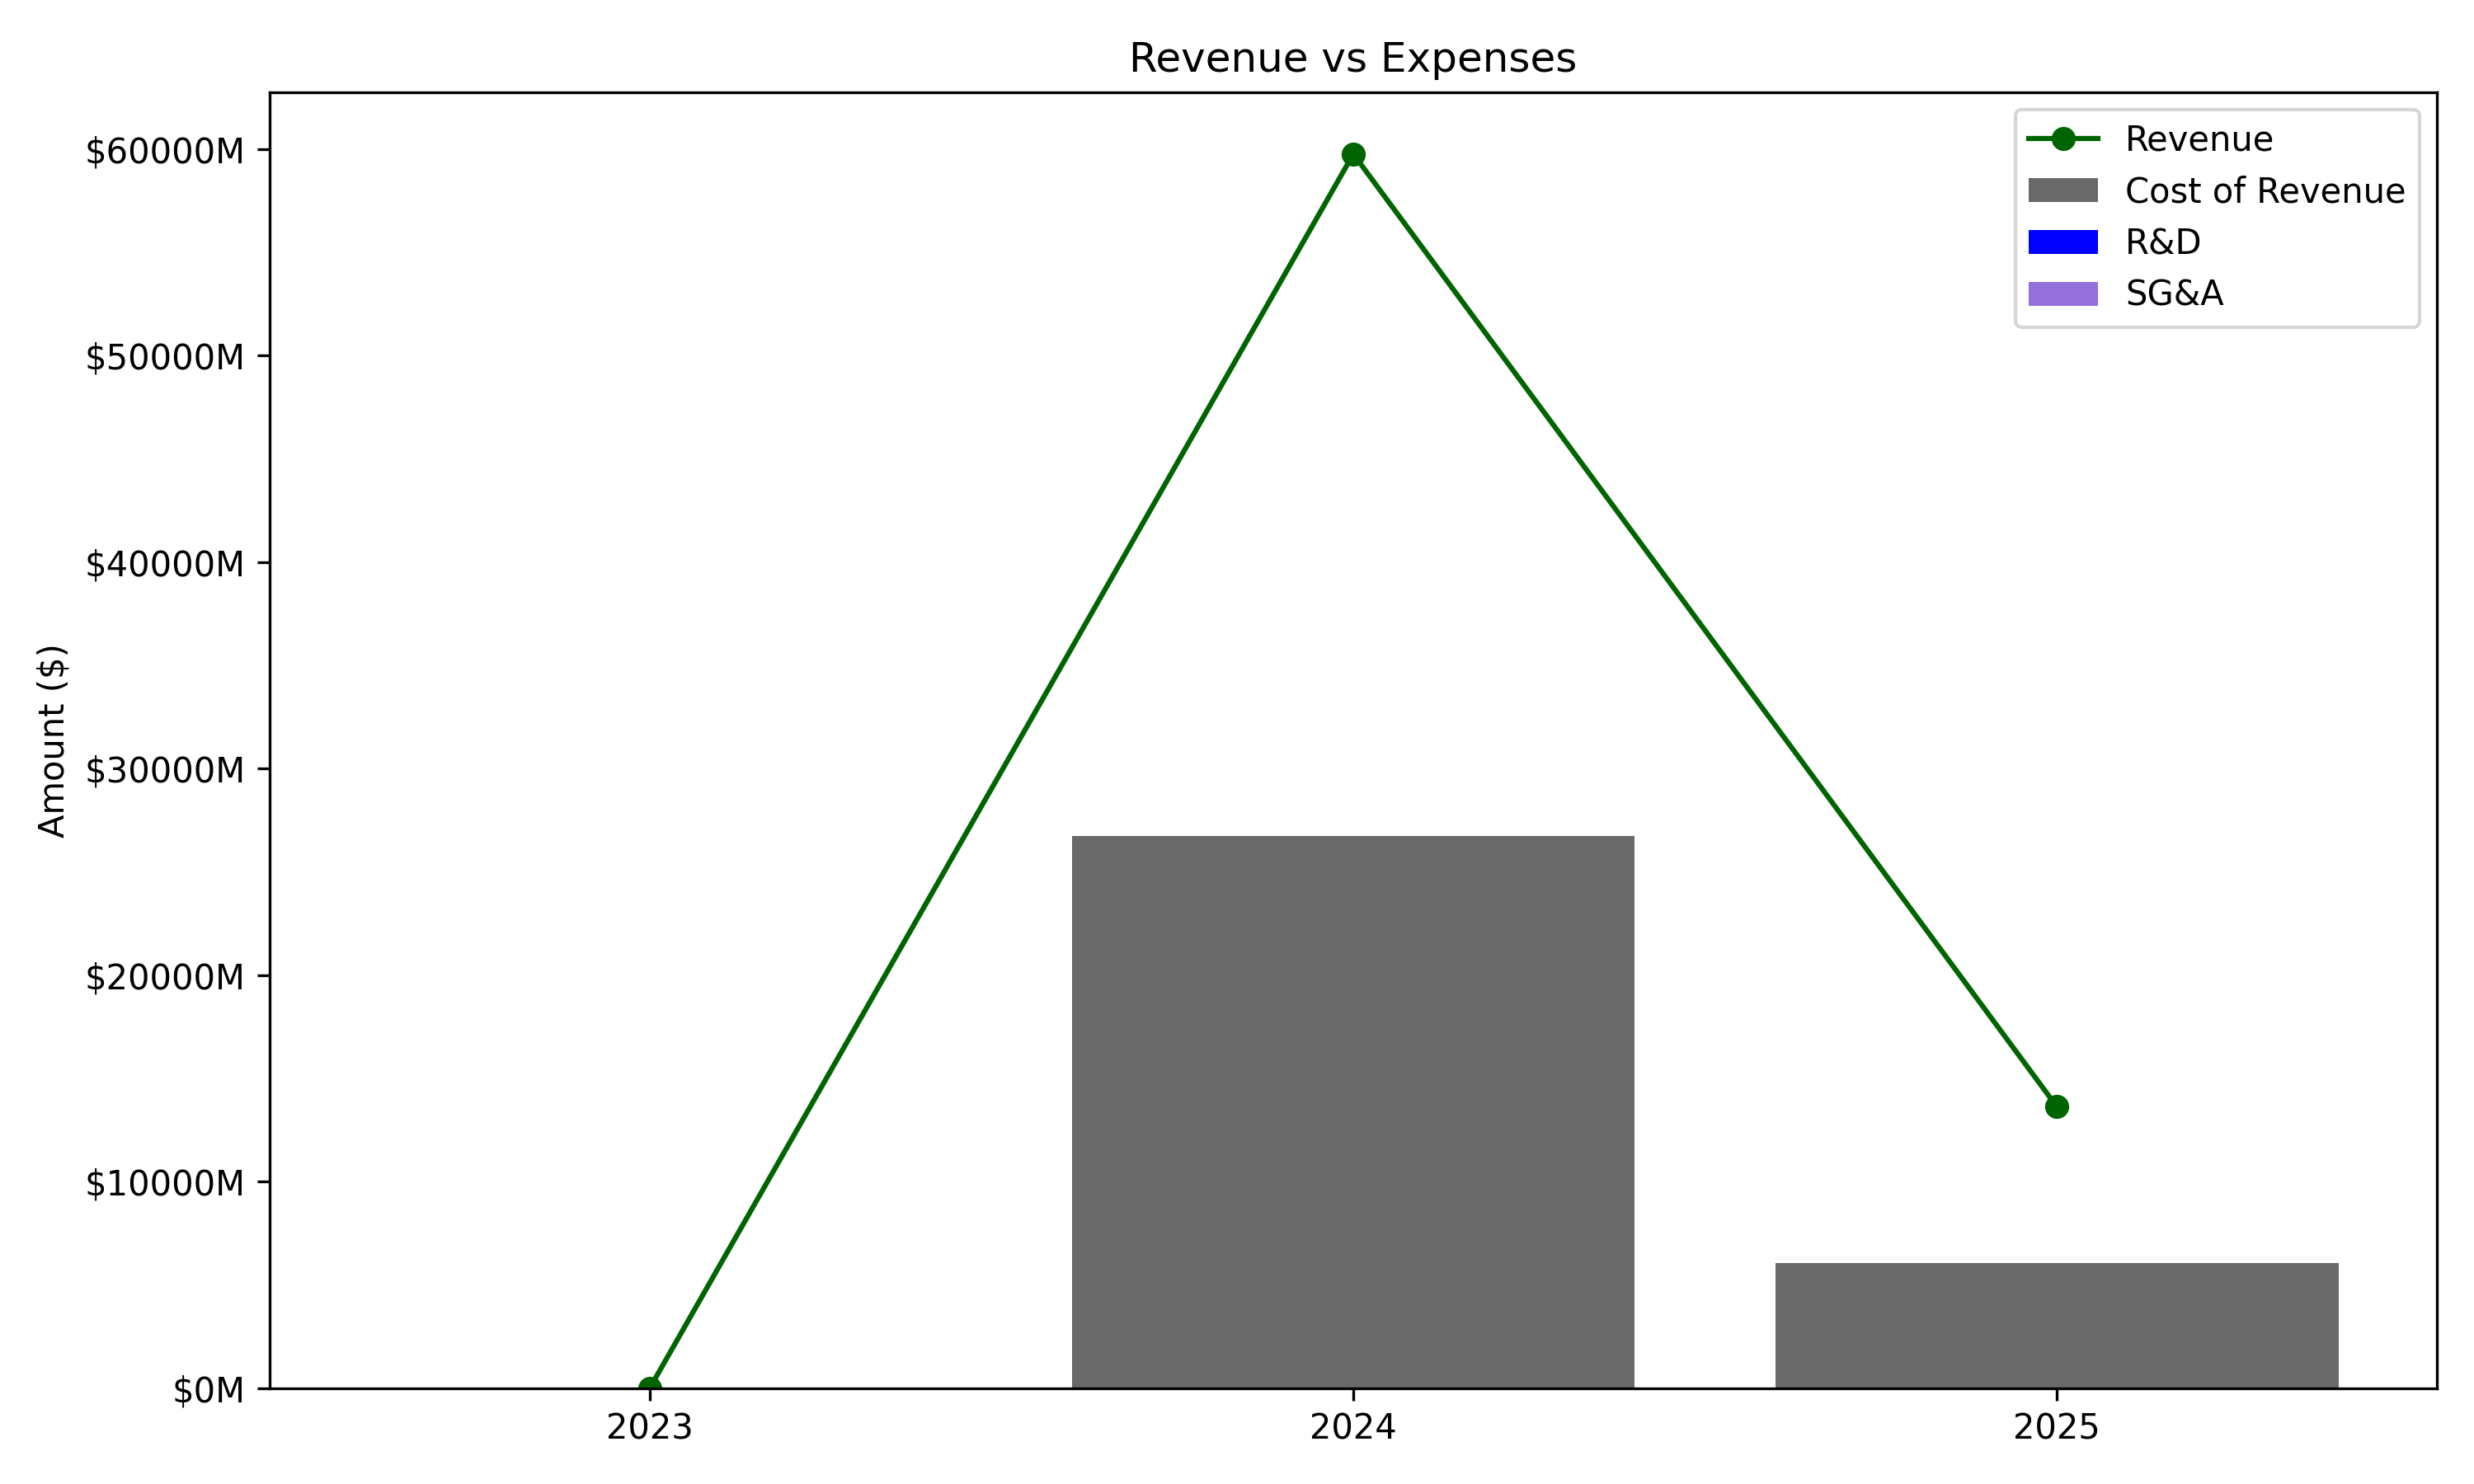 Revenue vs Expenses
Revenue
Cost of Revenue
R&D
SG&A
Amount ($)
$60000M
$50000M
$40000M
$30000M
$20000M
$10000M
$0M
2023
2024
2025